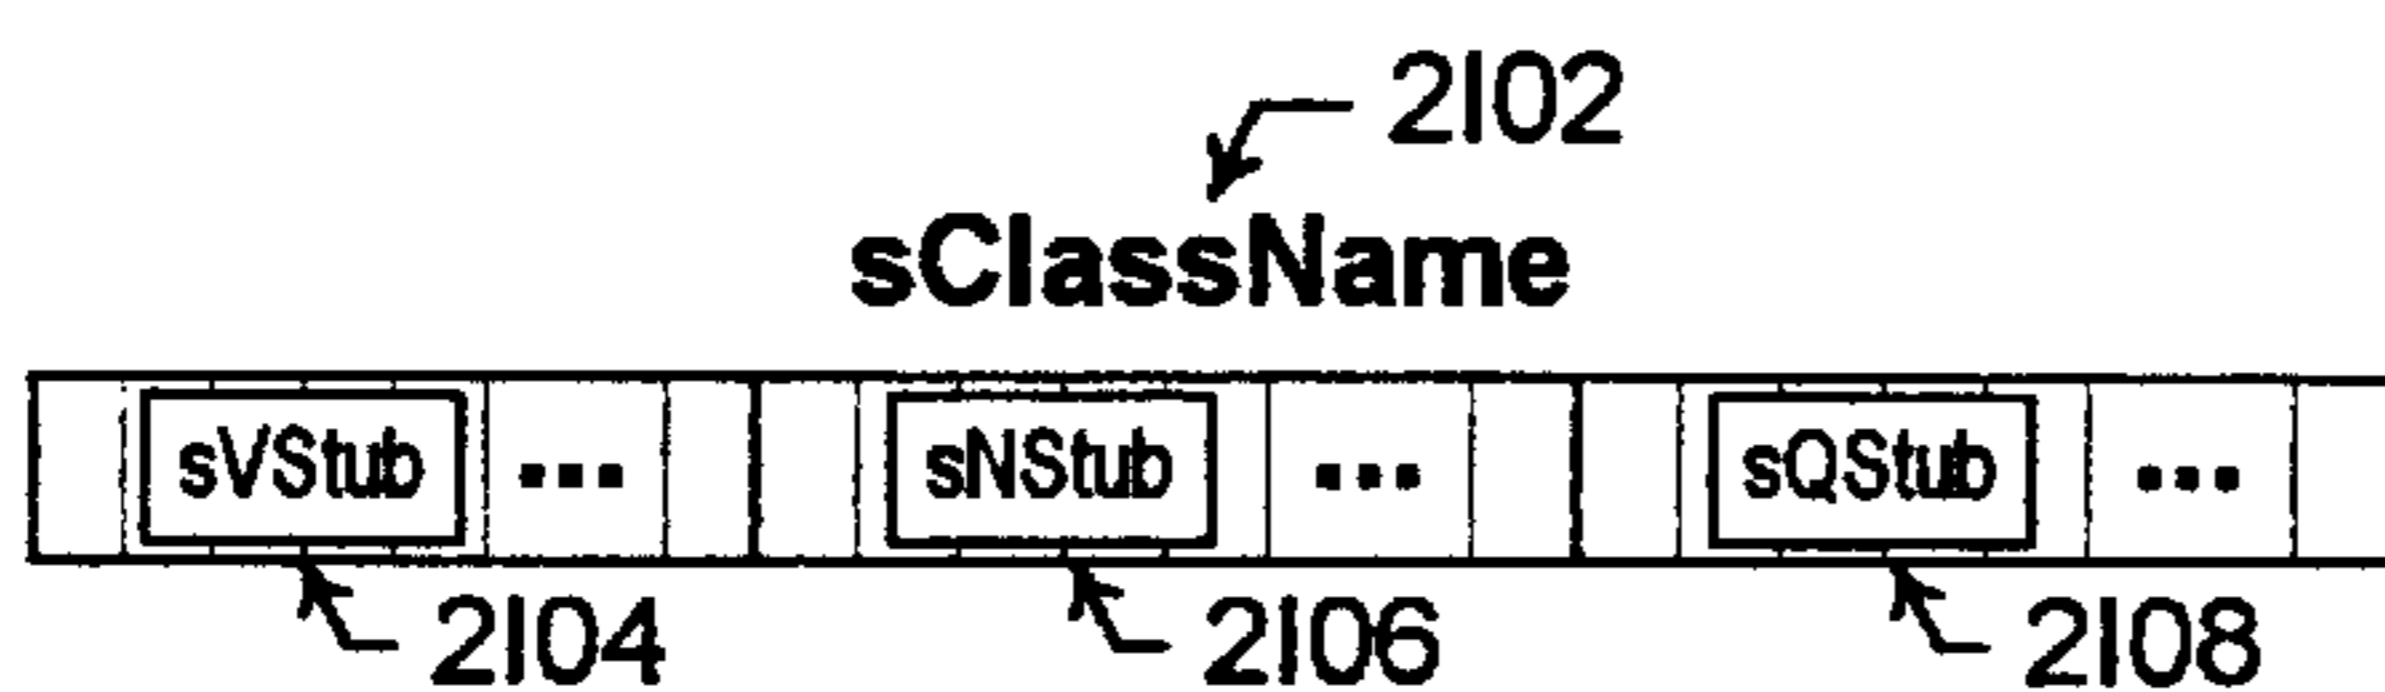 2102
sClassName
sVStub ... sNStub ... sQStub ...
2104 2106 2108